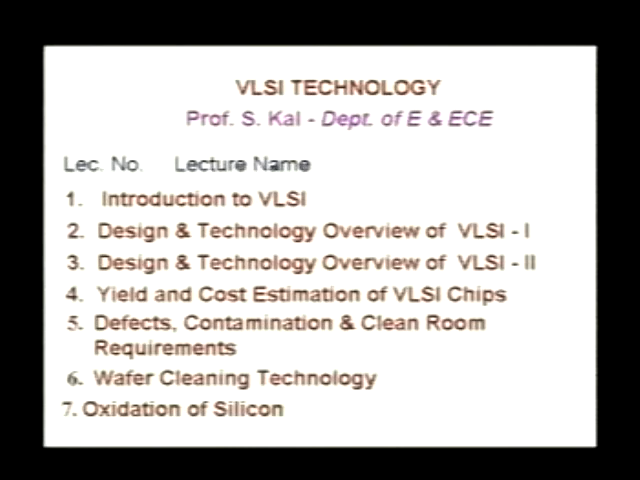 VLSI TECHNOLOGY
Prof. S. Kal - Dept. of E & ECE
Lec. No. Lecture Name
1. Introduction to VLSI
2. Design & Technology Overview of VLSI - I
3. Design & Technology Overview of VLSI - II
4. Yield and Cost Estimation of VLSI Chips
5. Defects, Contamination & Clean Room
Requirements
6. Wafer Cleaning Technology
7. Oxidation of Silicon